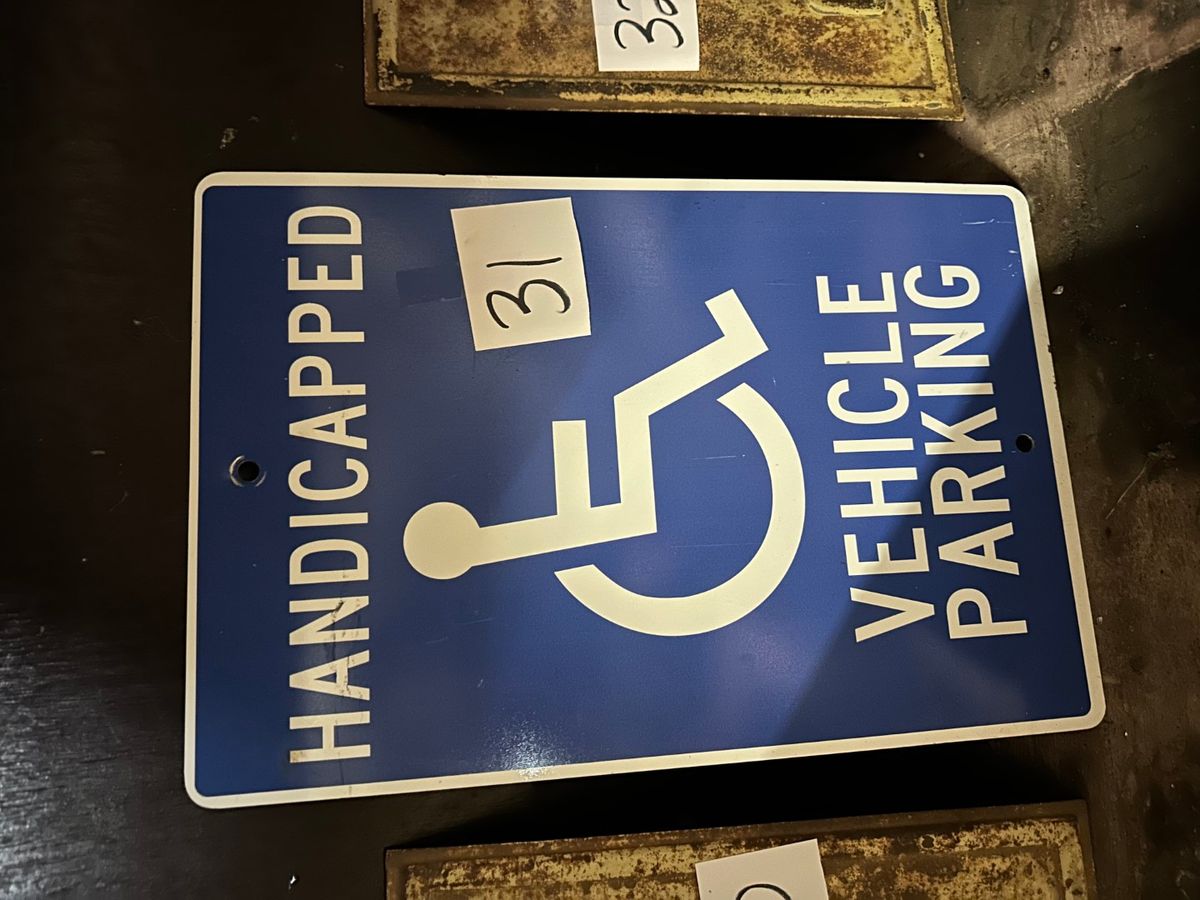 HANDICAPPED
31
VEHICLE
PARKING